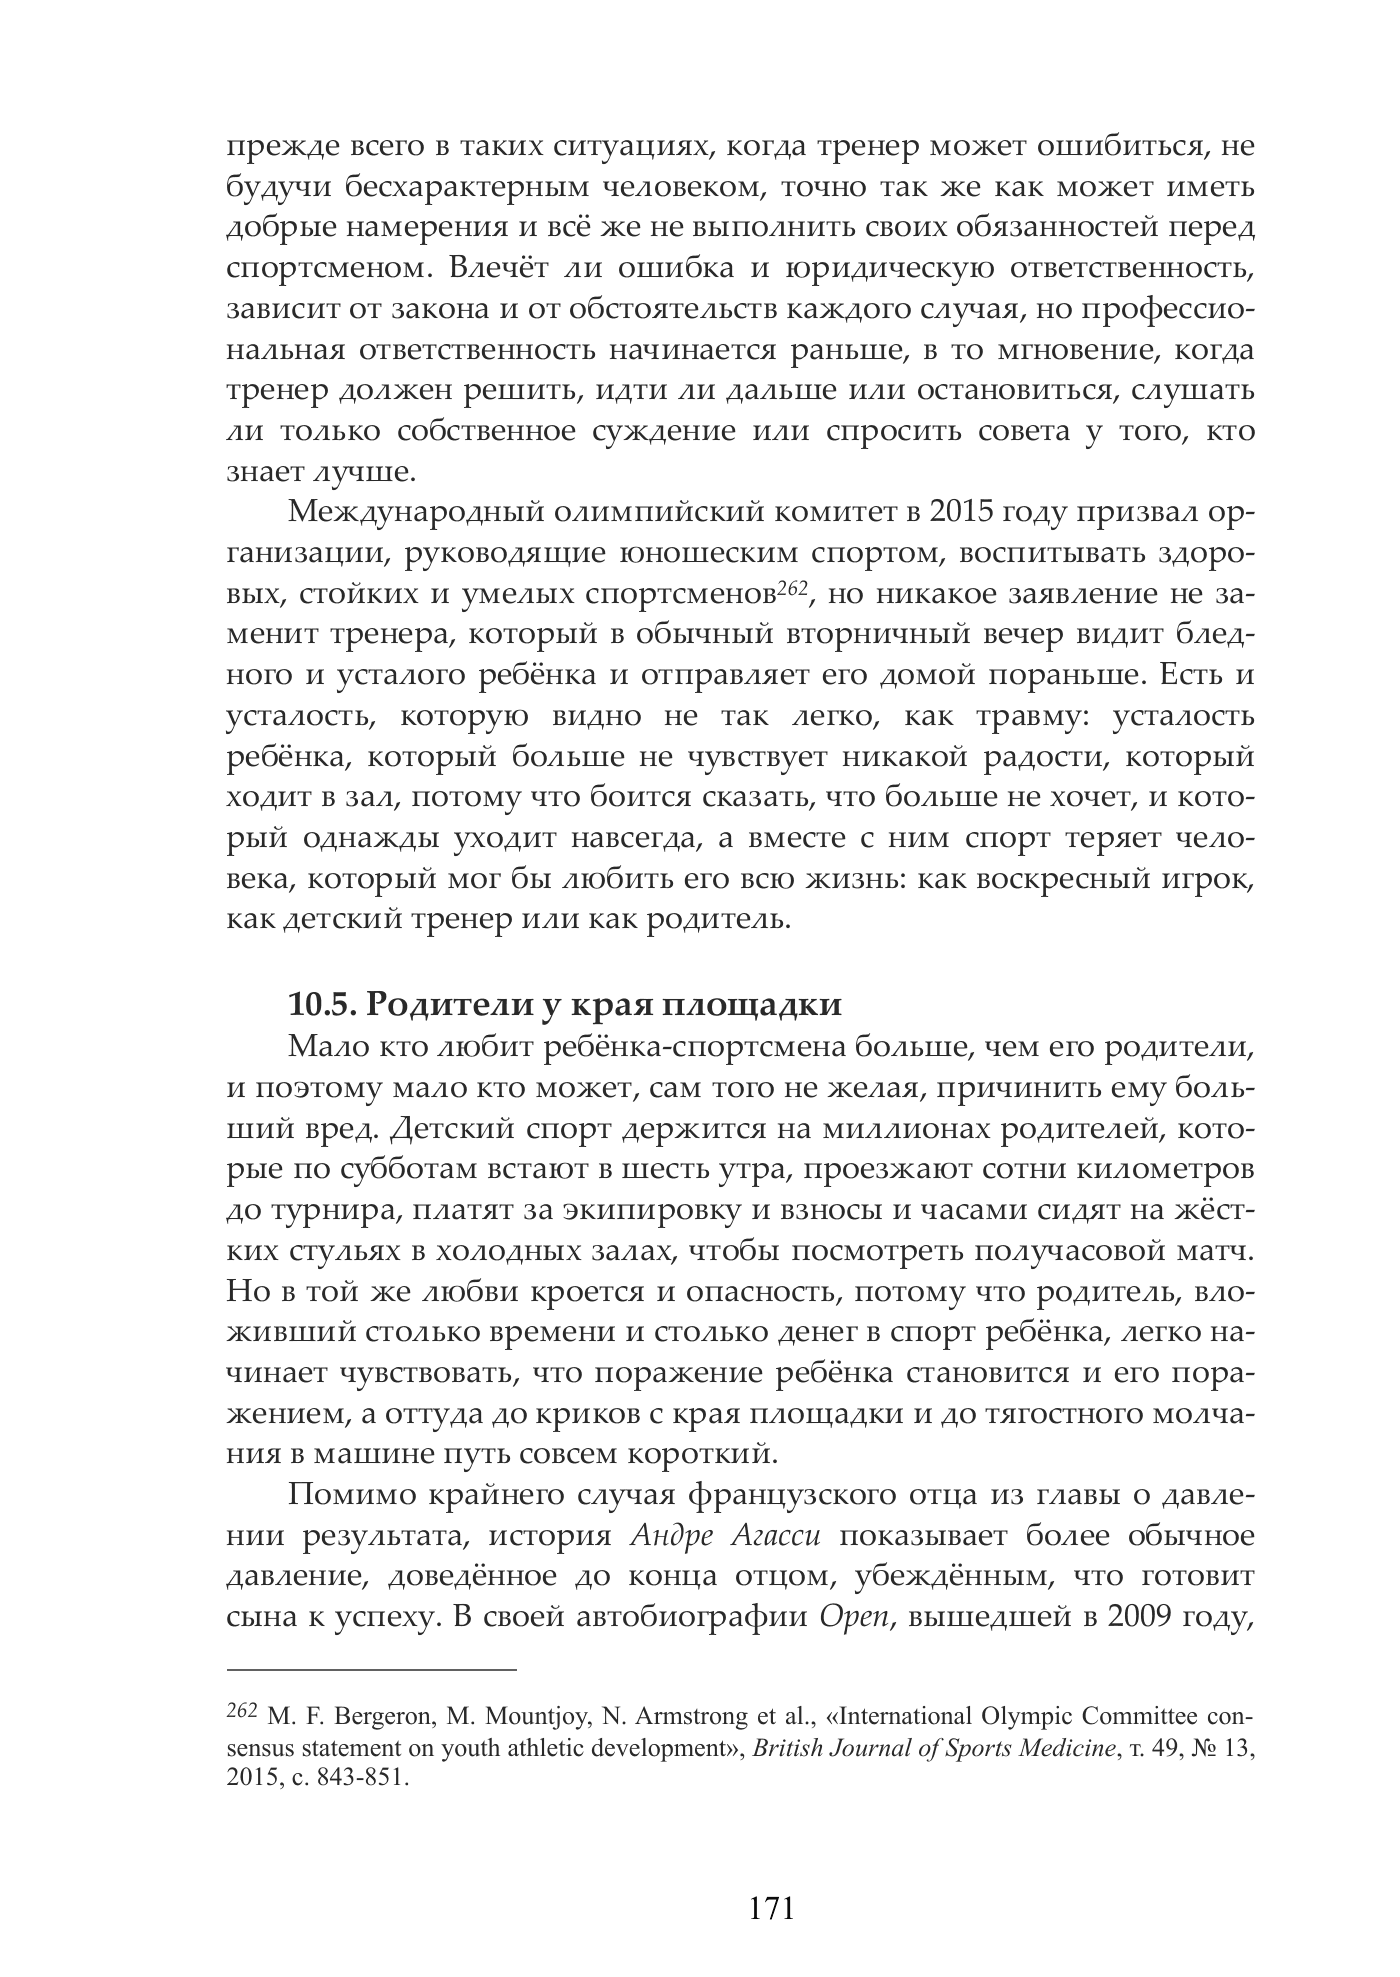 прежде всего в таких ситуациях, когда тренер может ошибиться, не
будучи бесхарактерным человеком, точно так же как может иметь
добрые намерения и всё же не выполнить своих обязанностей перед
спортсменом. Влечёт ли ошибка и юридическую ответственность,
зависит от закона и от обстоятельств каждого случая, но профессио-
нальная ответственность начинается раньше, в то мгновение, когда
тренер должен решить, идти ли дальше или остановиться, слушать
ли только собственное суждение или спросить совета у того, кто
знает лучше.
Международный олимпийский комитет в 2015 году призвал ор-
ганизации, руководящие юношеским спортом, воспитывать здоро-
вых, стойких и умелых спортсменов262, но никакое заявление не за-
менит тренера, который в обычный вторничный вечер видит блед-
ного и усталого ребёнка и отправляет его домой пораньше. Есть и
усталость, которую видно не так легко, как травму: усталость
ребёнка, который больше не чувствует никакой радости, который
ходит в зал, потому что боится сказать, что больше не хочет, и кото-
рый однажды уходит навсегда, а вместе с ним спорт теряет чело-
века, который мог бы любить его всю жизнь: как воскресный игрок,
как детский тренер или как родитель.
10.5. Родители у края площадки
Мало кто любит ребёнка-спортсмена больше, чем его родители,
и поэтому мало кто может, сам того не желая, причинить ему боль-
ший вред. Детский спорт держится на миллионах родителей, кото-
рые по субботам встают в шесть утра, проезжают сотни километров
до турнира, платят за экипировку и взносы и часами сидят на жёст-
ких стульях в холодных залах, чтобы посмотреть получасовой матч.
Но в той же любви кроется и опасность, потому что родитель, вло-
живший столько времени и столько денег в спорт ребёнка, легко на-
чинает чувствовать, что поражение ребёнка становится и его пора-
жением, а оттуда до криков с края площадки и до тягостного молча-
ния в машине путь совсем короткий.
Помимо крайнего случая французского отца из главы о давле-
нии результата, история Андре Агасси показывает более обычное
давление, доведённое до конца отцом, убеждённым, что готовит
сына к успеху. В своей автобиографии Open, вышедшей в 2009 году,
262 M. F. Bergeron, M. Mountjoy, N. Armstrong et al., «International Olympic Committee con-
sensus statement on youth athletic development», British Journal of Sports Medicine, т. 49, № 13,
2015, с. 843-851.
171